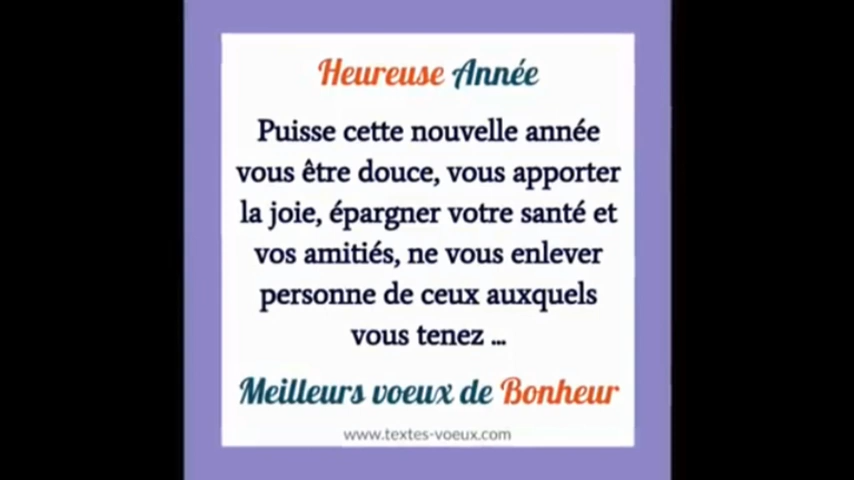 Heureuse Année
Puisse cette nouvelle année
vous être douce, vous apporter
la joie, épargner votre santé et
vos amitiés, ne vous enlever
personne de ceux auxquels
vous tenez ...
Meilleurs voeux de Bonheur
www.textes-voeux.com